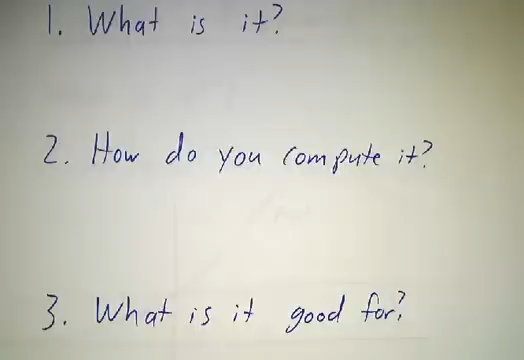 1. What is it?
2. How do you compute it?
3. What is it good for?